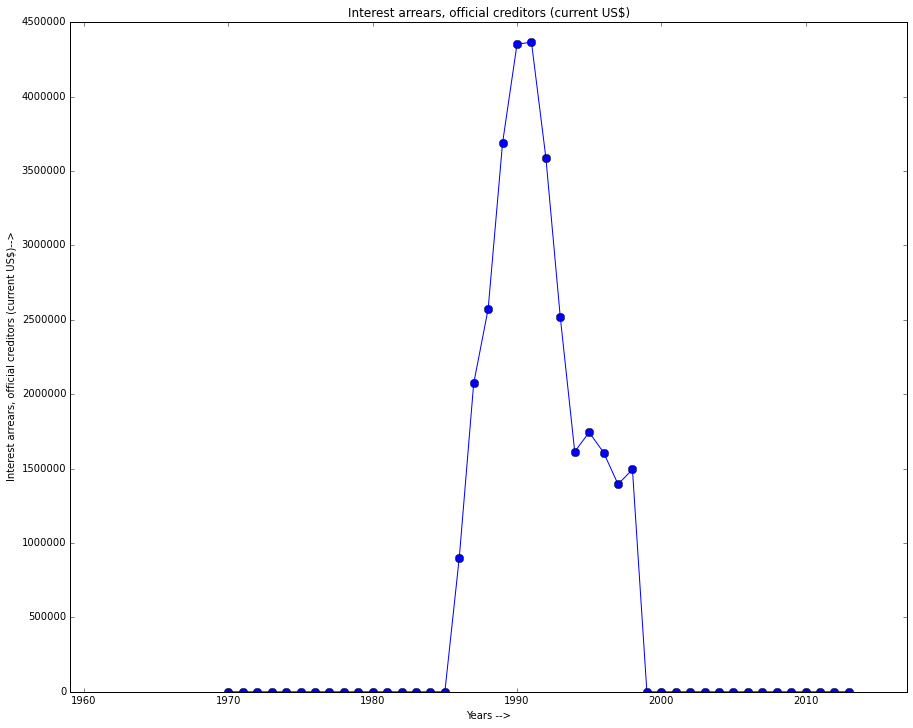 Interest arrears, official creditors (current US$)
4500000
4000000
3500000
3000000
2500000
2000000
1500000
1000000
500000
0
Interest arrears, official creditors (current US$)-->
1960 1970 1980 1990 2000 2010
Years -->